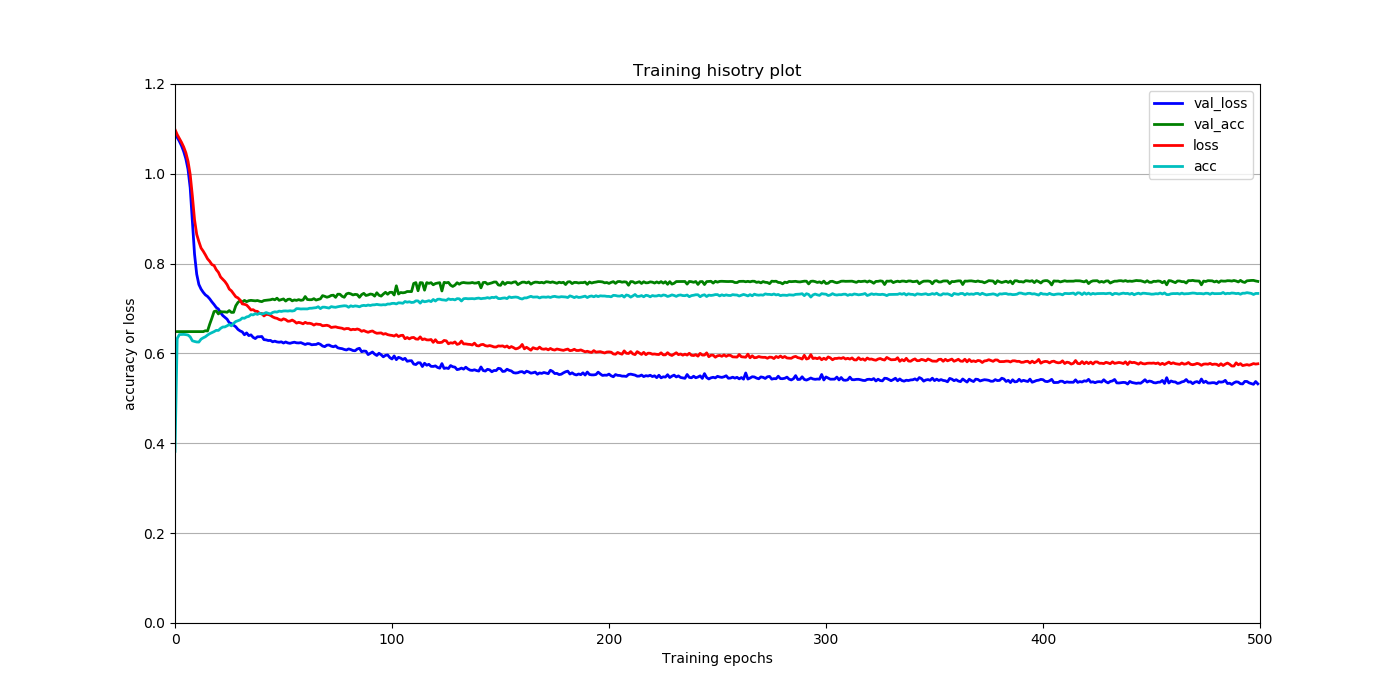 Training hisotry plot
1.2
1.0
0.8
0.6
0.4
0.2
0.0
accuracy or loss
val_loss
val_acc
loss
acc
0 100 200 300 400 500
Training epochs